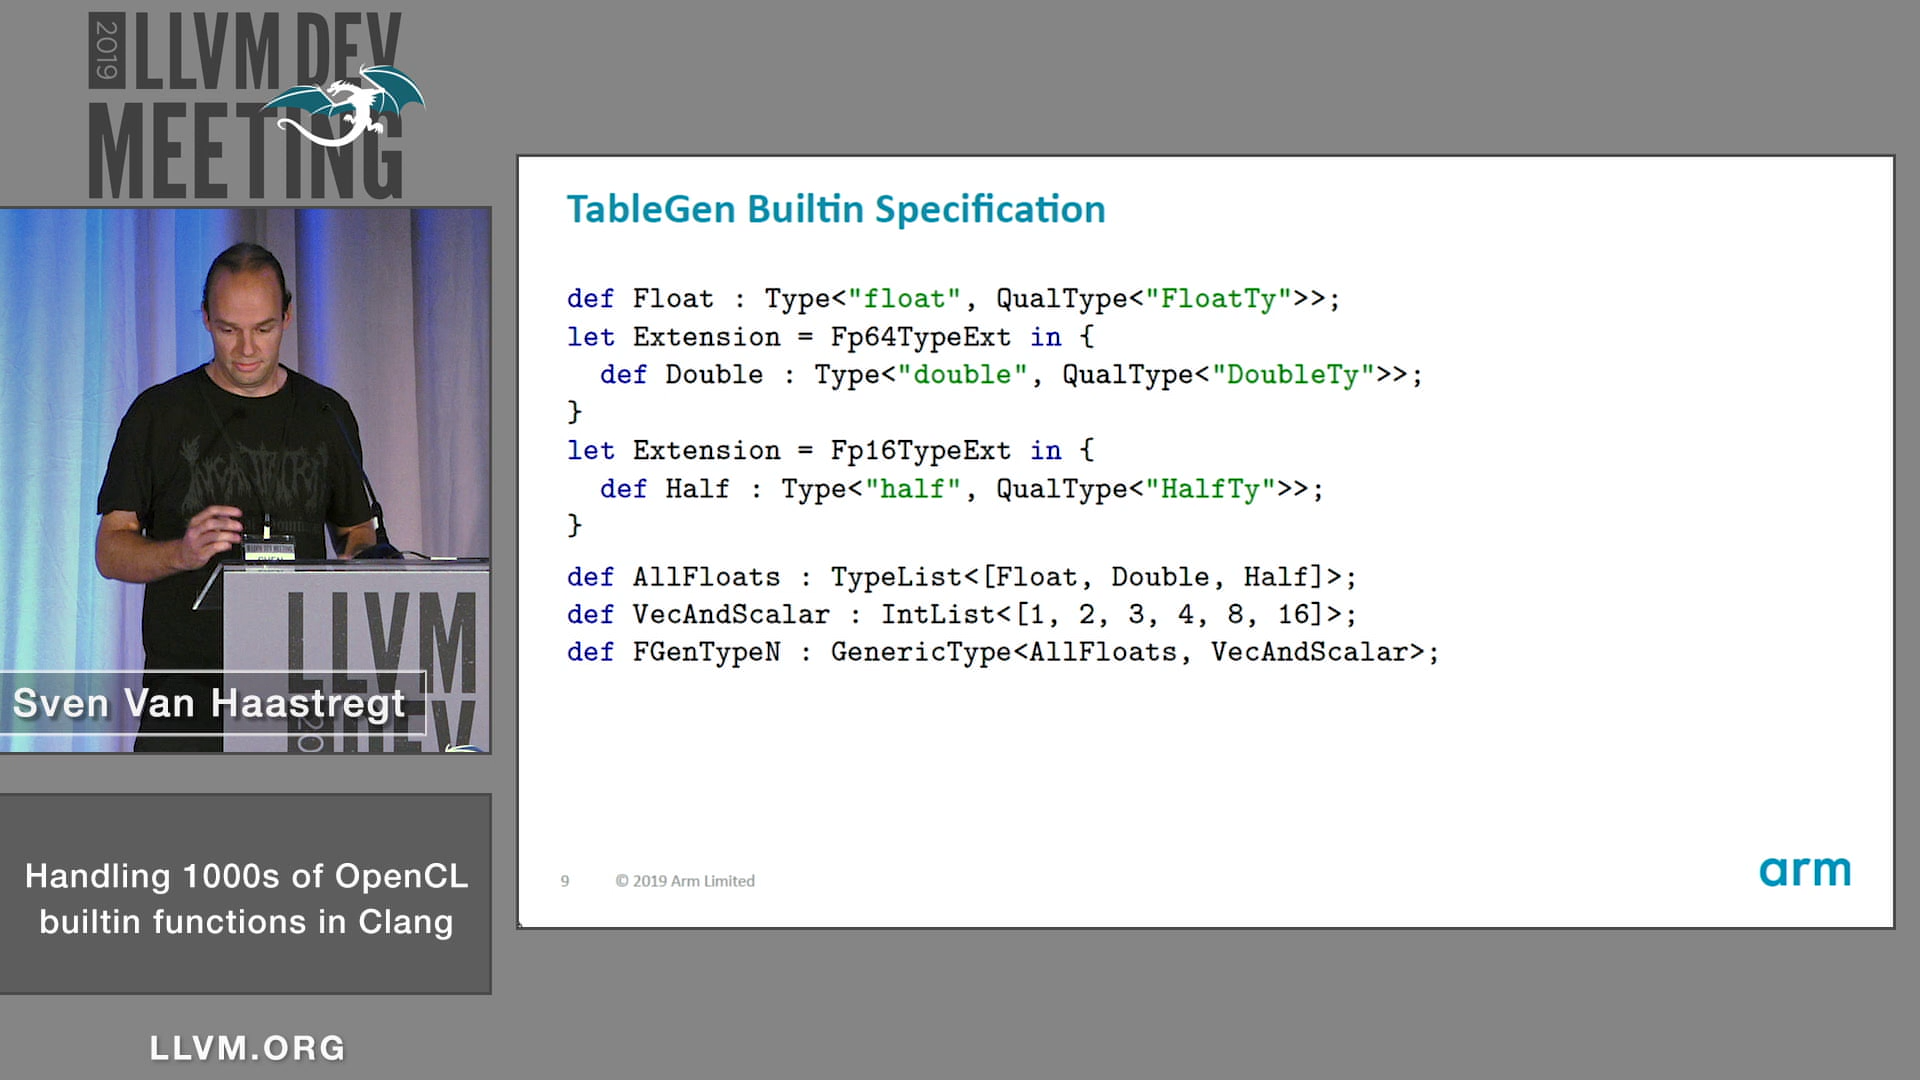 2019
LLVM DEV
MEETING
TableGen Builtin Specification
def Float : Type<"float", QualType<"FloatTy">>;
let Extension = Fp64TypeExt in {
def Double : Type<"double", QualType<"DoubleTy">>;
}
let Extension = Fp16TypeExt in {
def Half : Type<"half", QualType<"HalfTy">>;
}
def AllFloats : TypeList<[Float, Double, Half]>;
def VecAndScalar : IntList<[1, 2, 3, 4, 8, 16]>;
def FGenTypeN : GenericType<AllFloats, VecAndScalar>;
9
© 2019 Arm Limited
arm
LLVM
DEV
20
Sven Van Haastregt
Handling 1000s of OpenCL
builtin functions in Clang
LLVM.ORG